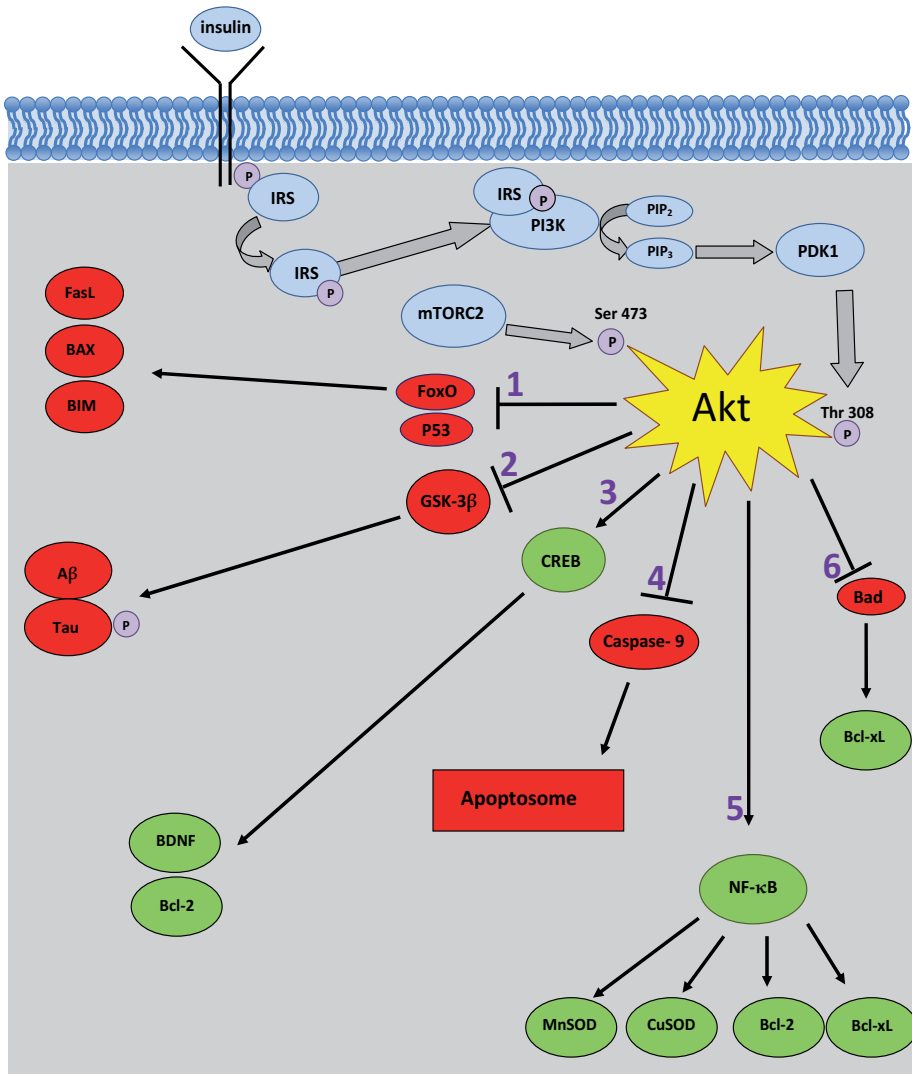 insulin
P
IRS
IRS
P
IRS
P
PI3K
PIP2
PIP3
PDK1
mTORC2
Ser 473
P
Akt
Thr 308
P
FasL
BAX
BIM
1
FoxO
P53
2
GSK-3β
3
CREB
4
Caspase- 9
6
Bad
Aβ
Tau
P
Bcl-xL
Apoptosome
5
BDNF
Bcl-2
NF-κB
MnSOD
CuSOD
Bcl-2
Bcl-xL